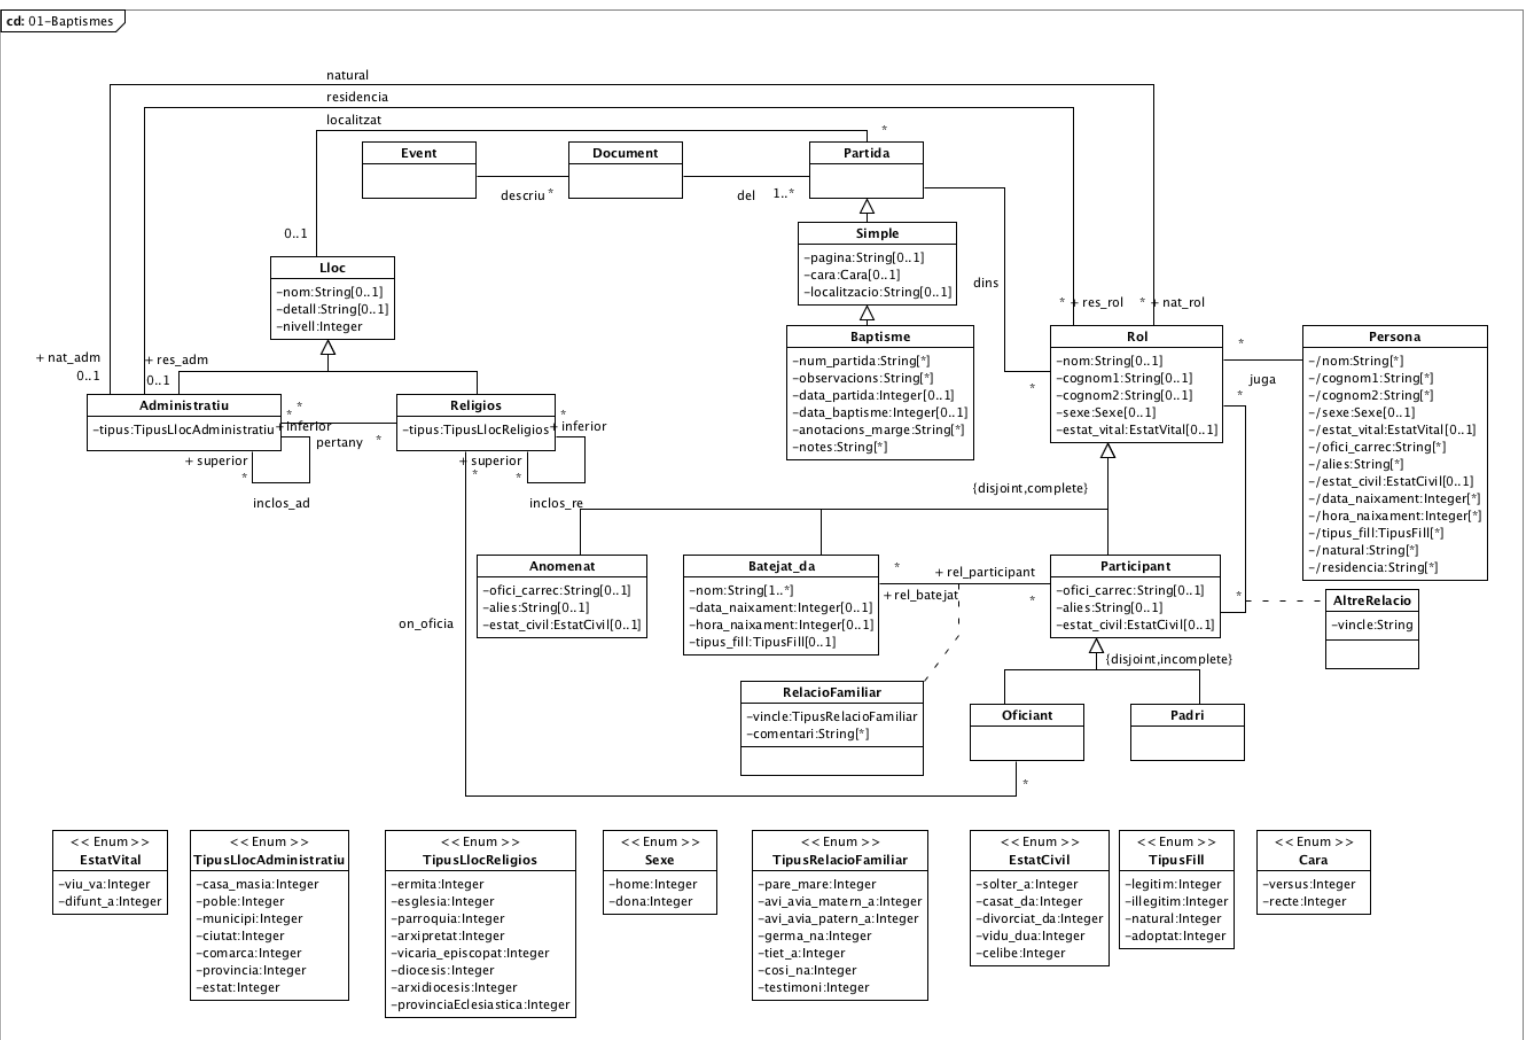 cd: 01-Baptismes
natural
residencia
localitzat
*
Event
Document
Partida
descriu *
del
1..*
0..1
Simple
-pagina:String[0..1]
-cara:Cara[0..1]
-localitzacio:String[0..1]
dins
Lloc
-nom:String[0..1]
-detall:String[0..1]
-nivell:Integer
* + res_rol
* + nat_rol
Baptisme
-num_partida:String[*]
-observacions:String[*]
-data_partida:Integer[0..1]
-data_baptisme:Integer[0..1]
-anotacions_marge:String[*]
-notes:String[*]
Rol
-nom:String[0..1]
-cognom1:String[0..1]
-cognom2:String[0..1]
-sexe:Sexe[0..1]
-estat_vital:EstatVital[0..1]
*
juga
*
*
Persona
-/nom:String[*]
-/cognom1:String[*]
-/cognom2:String[*]
-/sexe:Sexe[0..1]
-/estat_vital:EstatVital[0..1]
-/ofici_carrec:String[*]
-/alies:String[*]
-/estat_civil:EstatCivil[0..1]
-/data_naixament:Integer[*]
-/hora_naixament:Integer[*]
-/tipus_fill:TipusFill[*]
-/natural:String[*]
-/residencia:String[*]
+ nat_adm
0..1
+ res_adm
0..1
Administratiu
-tipus:TipusLlocAdministratiu
* *
+ inferior
pertany
*
+ superior
*
inclos_ad
Religios
-tipus:TipusLlocReligios
*
+ inferior
+ superior
* *
inclos_re
{disjoint,complete}
Anomenat
-ofici_carrec:String[0..1]
-alies:String[0..1]
-estat_civil:EstatCivil[0..1]
Batejat_da
-nom:String[1..*]
-data_naixament:Integer[0..1]
-hora_naixament:Integer[0..1]
-tipus_fill:TipusFill[0..1]
*
+ rel_participant
+rel_batejat
*
Participant
-ofici_carrec:String[0..1]
-alies:String[0..1]
-estat_civil:EstatCivil[0..1]
*
AltreRelacio
-vincle:String
on_oficia
{disjoint,incomplete}
RelacioFamiliar
-vincle:TipusRelacioFamiliar
-comentari:String[*]
Oficiant
Padri
*
<< Enum >>
EstatVital
-viu_va:Integer
-difunt_a:Integer
<< Enum >>
TipusLlocAdministratiu
-casa_masia:Integer
-poble:Integer
-municipi:Integer
-ciutat:Integer
-comarca:Integer
-provincia:Integer
-estat:Integer
<< Enum >>
TipusLlocReligios
-ermita:Integer
-esglesia:Integer
-parroquia:Integer
-arxipretat:Integer
-vicaria_episcopat:Integer
-diocesis:Integer
-arxidiocesis:Integer
-provinciaEclesiastica:Integer
<< Enum >>
Sexe
-home:Integer
-dona:Integer
<< Enum >>
TipusRelacioFamiliar
-pare_mare:Integer
-avi_avia_matern_a:Integer
-avi_avia_patern_a:Integer
-germa_na:Integer
-tiet_a:Integer
-cosi_na:Integer
-testimoni:Integer
<< Enum >>
EstatCivil
-solter_a:Integer
-casat_da:Integer
-divorciat_da:Integer
-vidu_dua:Integer
-celibe:Integer
<< Enum >>
TipusFill
-legitim:Integer
-illegitim:Integer
-natural:Integer
-adoptat:Integer
<< Enum >>
Cara
-versus:Integer
-recte:Integer